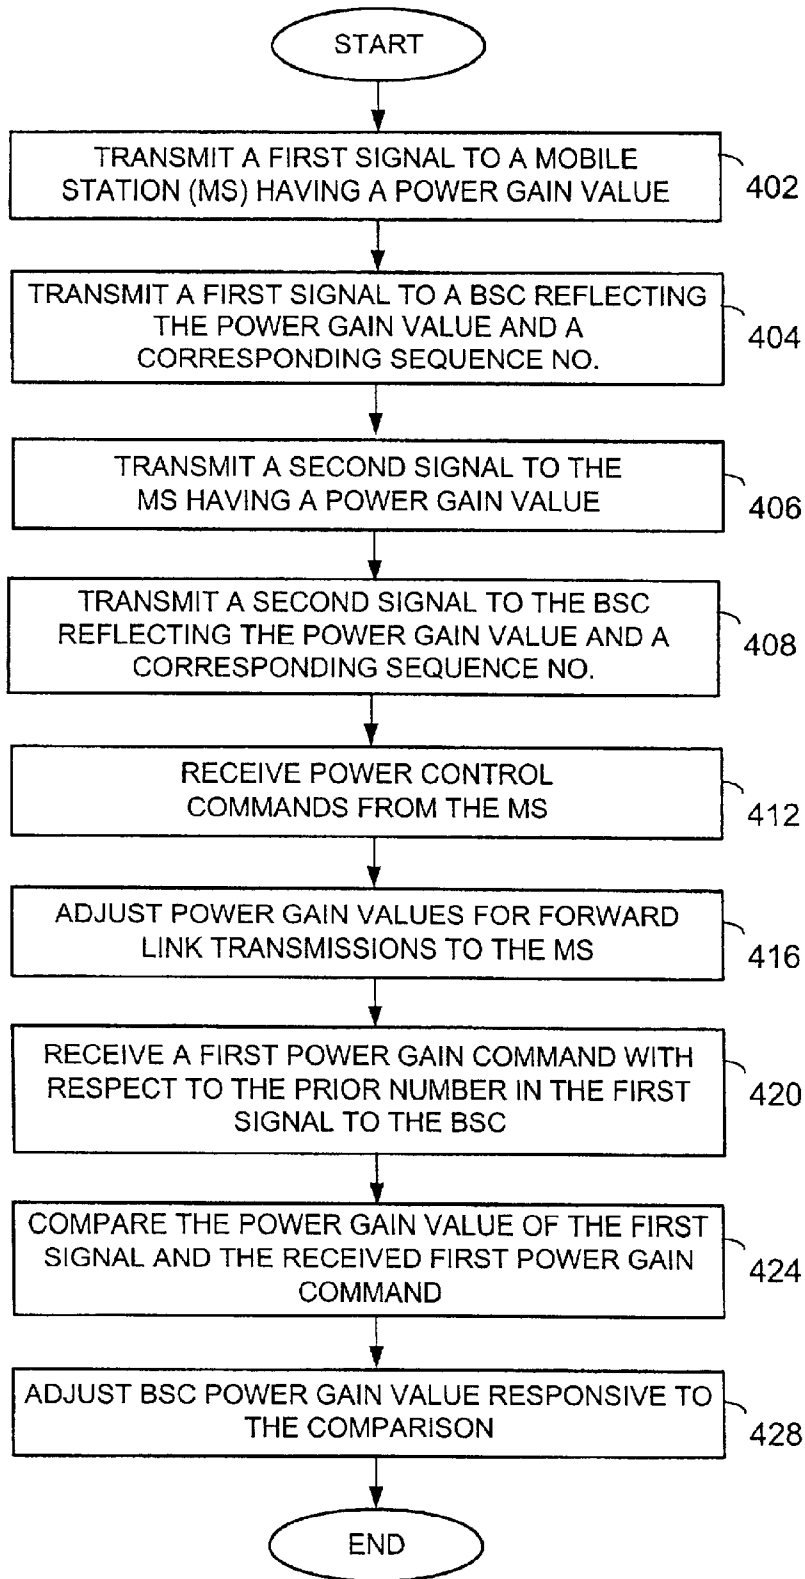 START
TRANSMIT A FIRST SIGNAL TO A MOBILE
STATION (MS) HAVING A POWER GAIN VALUE
402
TRANSMIT A FIRST SIGNAL TO A BSC REFLECTING
THE POWER GAIN VALUE AND A
CORRESPONDING SEQUENCE NO.
404
TRANSMIT A SECOND SIGNAL TO THE
MS HAVING A POWER GAIN VALUE
406
TRANSMIT A SECOND SIGNAL TO THE BSC
REFLECTING THE POWER GAIN VALUE AND A
CORRESPONDING SEQUENCE NO.
408
RECEIVE POWER CONTROL
COMMANDS FROM THE MS
412
ADJUST POWER GAIN VALUES FOR FORWARD
LINK TRANSMISSIONS TO THE MS
416
RECEIVE A FIRST POWER GAIN COMMAND WITH
RESPECT TO THE PRIOR NUMBER IN THE FIRST
SIGNAL TO THE BSC
420
COMPARE THE POWER GAIN VALUE OF THE FIRST
SIGNAL AND THE RECEIVED FIRST POWER GAIN
COMMAND
424
ADJUST BSC POWER GAIN VALUE RESPONSIVE TO
THE COMPARISON
428
END